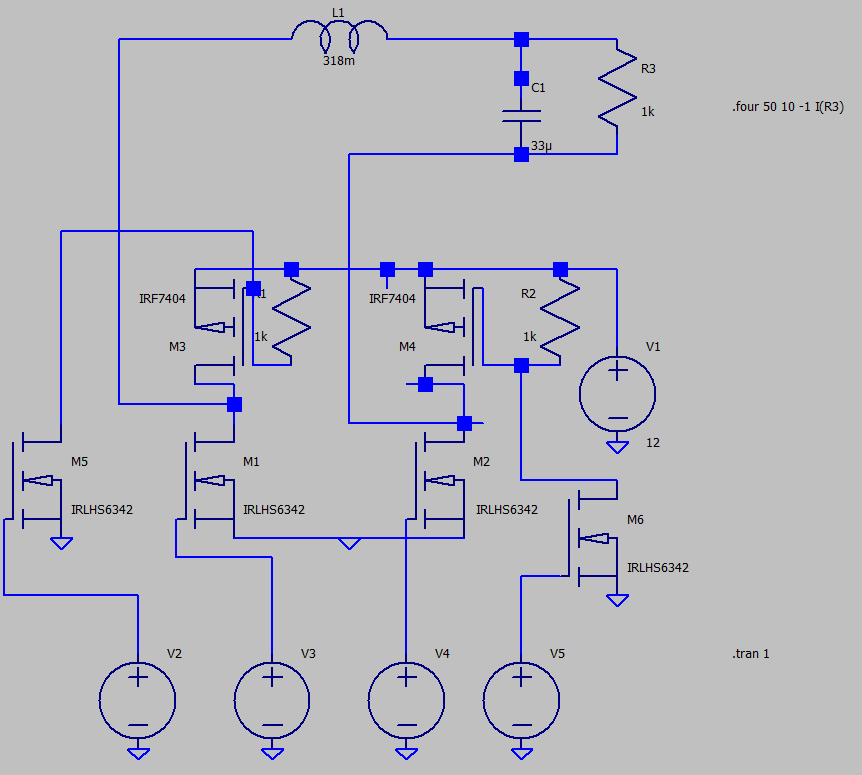 L1
318m
R3
C1
1k
.four 50 10 -1 I(R3)
33µ
IRF7404
1k
M3
IRF7404
R2
1k
M4
V1
12
M5
IRLHS6342
M1
IRLHS6342
M2
IRLHS6342
M6
IRLHS6342
V2
V3
V4
V5
.tran 1